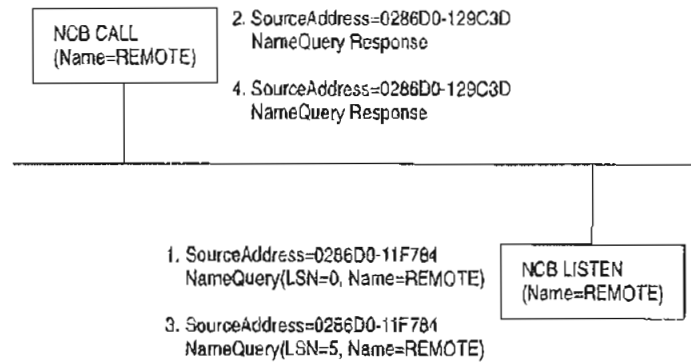 NCB CALL
(Name=REMOTE)
2. SourceAddress=0286D0-129C3D
NameQuery Response
4. SourceAddress=0286D0-129C3D
NameQuery Response
1. SourceAddress=0286D0-11F784
NameQuery(LSN=0, Name=REMOTE)
3. SourceAddress=0286D0-11F784
NameQuery(LSN=5, Name=REMOTE)
NCB LISTEN
(Name=REMOTE)